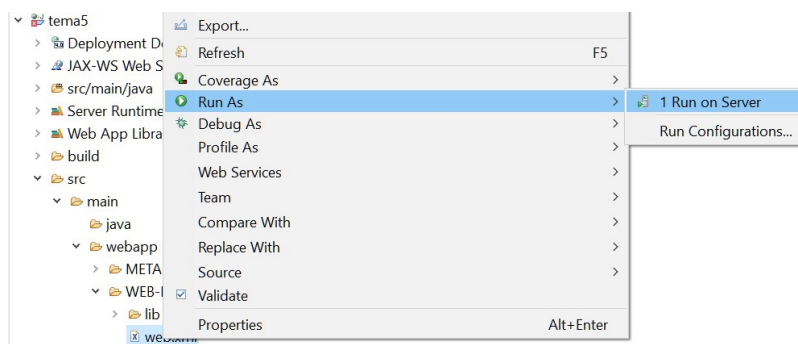 tema5
Deployment D
JAX-WS Web S
src/main/java
Server Runtime
Web App Libra
build
src
main
java
webapp
META
WEB-I
lib
web.xml
Export...
Refresh F5
Coverage As
Run As
Debug As
Profile As
Web Services
Team
Compare With
Replace With
Source
Validate
Properties Alt+Enter
1 Run on Server
Run Configurations...